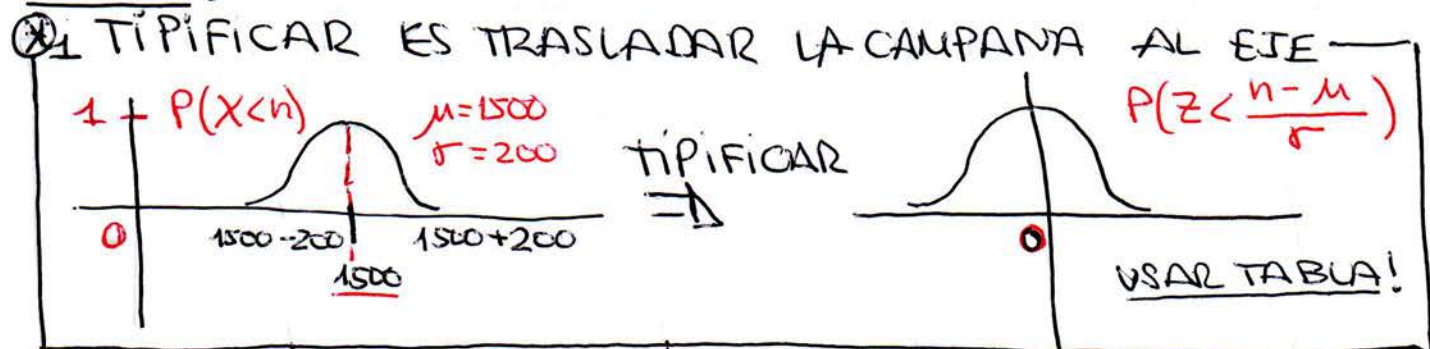 *1 TIPIFICAR ES TRASLADAR LA CAMPANA AL EJE
1 P(X<n) μ=1500 P(Z< (n-μ)/σ)
σ=200
TIPIFICAR
⇒
0 1500-200 1500+200 0
1500 USAR TABLA!